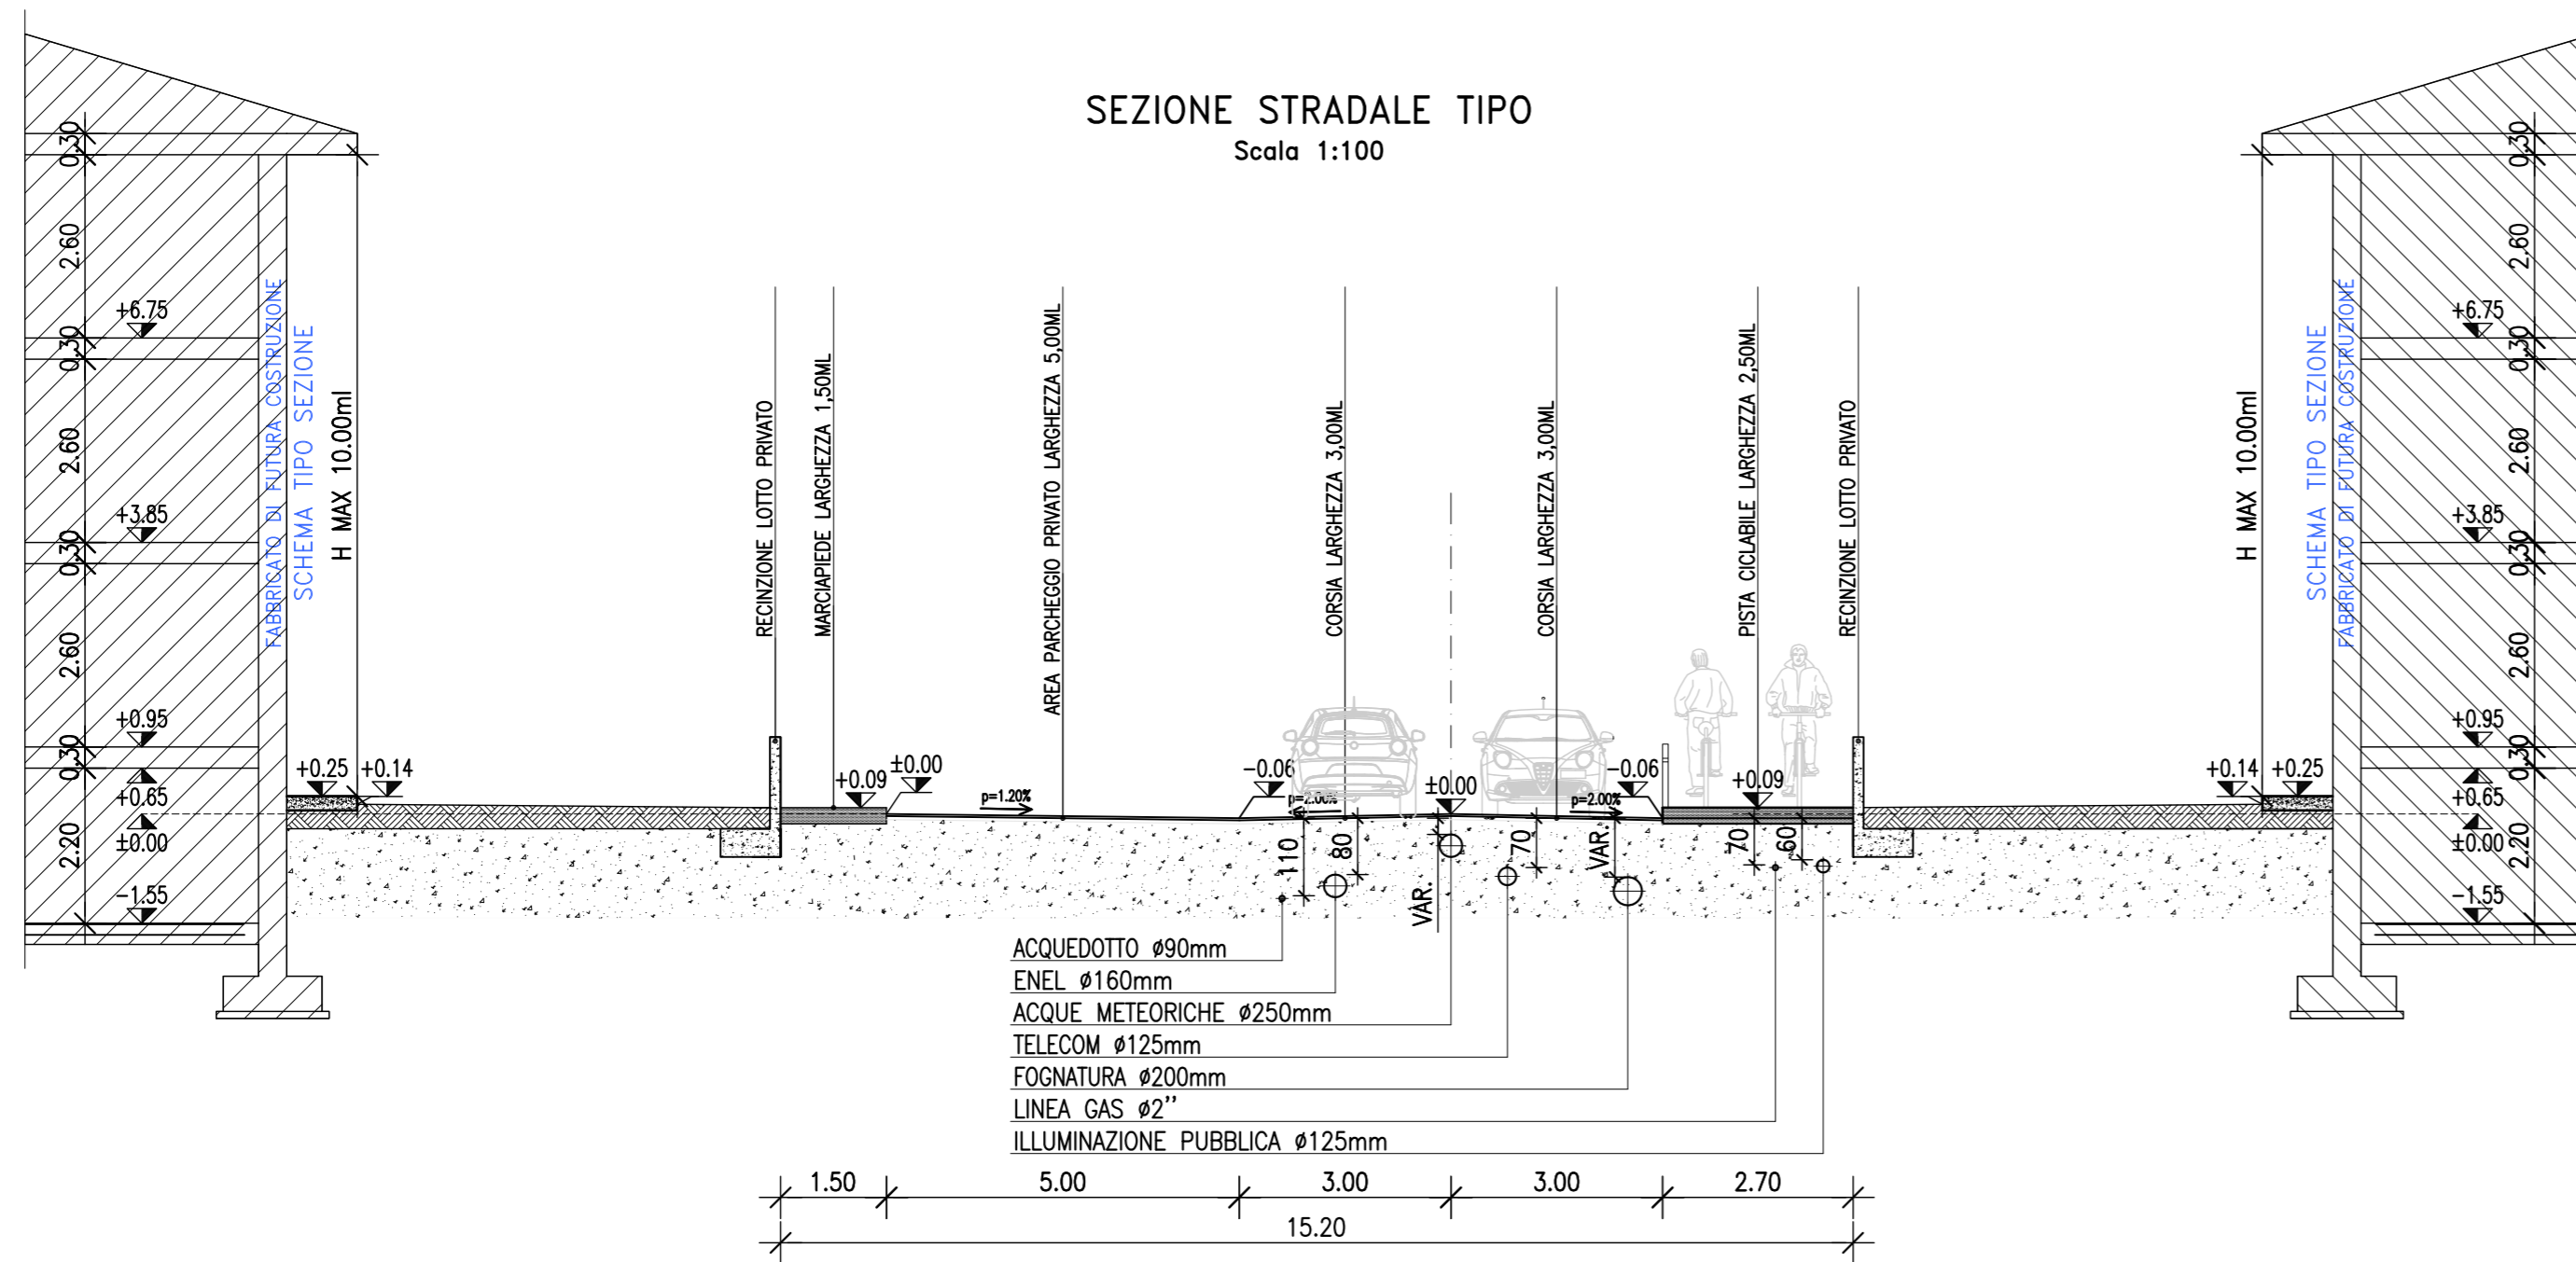 SEZIONE STRADALE TIPO
Scala 1:100
0.30
2.60
+6.75
0.30
2.60
+3.85
0.30
2.60
+0.95
0.30
+0.65
±0.00
2.20
-1.55
FABBRICATO DI FUTURA COSTRUZIONE
SCHEMA TIPO SEZIONE
H MAX 10.00ml
+0.25
+0.14
RECINZIONE LOTTO PRIVATO
MARCIAPIEDE LARGHEZZA 1,50ML
AREA PARCHEGGIO PRIVATO LARGHEZZA 5,00ML
CORSIA LARGHEZZA 3,00ML
CORSIA LARGHEZZA 3,00ML
PISTA CICLABILE LARGHEZZA 2,50ML
RECINZIONE LOTTO PRIVATO
+0.09
±0.00
p=1.20%
-0.06
p=2.00%
±0.00
p=2.00%
-0.06
+0.09
110
80
VAR.
70
VAR.
70
60
H MAX 10.00ml
SCHEMA TIPO SEZIONE
FABBRICATO DI FUTURA COSTRUZIONE
+0.14
+0.25
0.30
2.60
+6.75
0.30
2.60
+3.85
0.30
2.60
+0.95
0.30
+0.65
±0.00
2.20
-1.55
ACQUEDOTTO ø90mm
ENEL ø160mm
ACQUE METEORICHE ø250mm
TELECOM ø125mm
FOGNATURA ø200mm
LINEA GAS ø2''
ILLUMINAZIONE PUBBLICA ø125mm
1.50 5.00 3.00 3.00 2.70
15.20